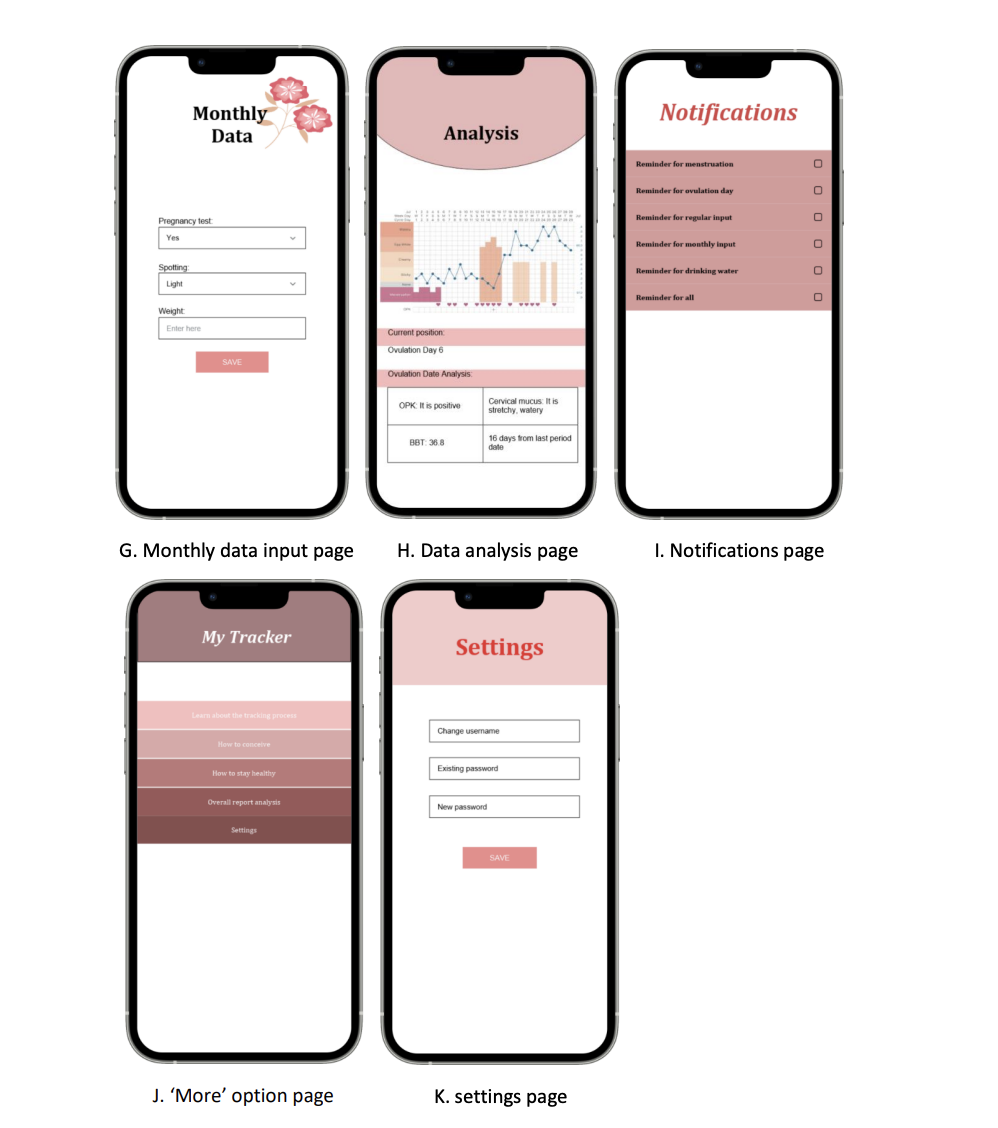 Monthly
Data
Pregnancy test:
Yes
Spotting:
Light
Weight:
Enter here
SAVE
G. Monthly data input page
Analysis
Current position:
Ovulation Day 6
Ovulation Date Analysis:
OPK: It is positive
Cervical mucus: It is
stretchy, watery
BBT: 36.8
16 days from last period
date
H. Data analysis page
Notifications
Reminder for menstruation
Reminder for ovulation day
Reminder for regular input
Reminder for monthly input
Reminder for drinking water
Reminder for all
I. Notifications page
My Tracker
Learn about the tracking process
How to conceive
How to stay healthy
Overall report analysis
Settings
J. ‘More’ option page
Settings
Change username
Existing password
New password
SAVE
K. settings page